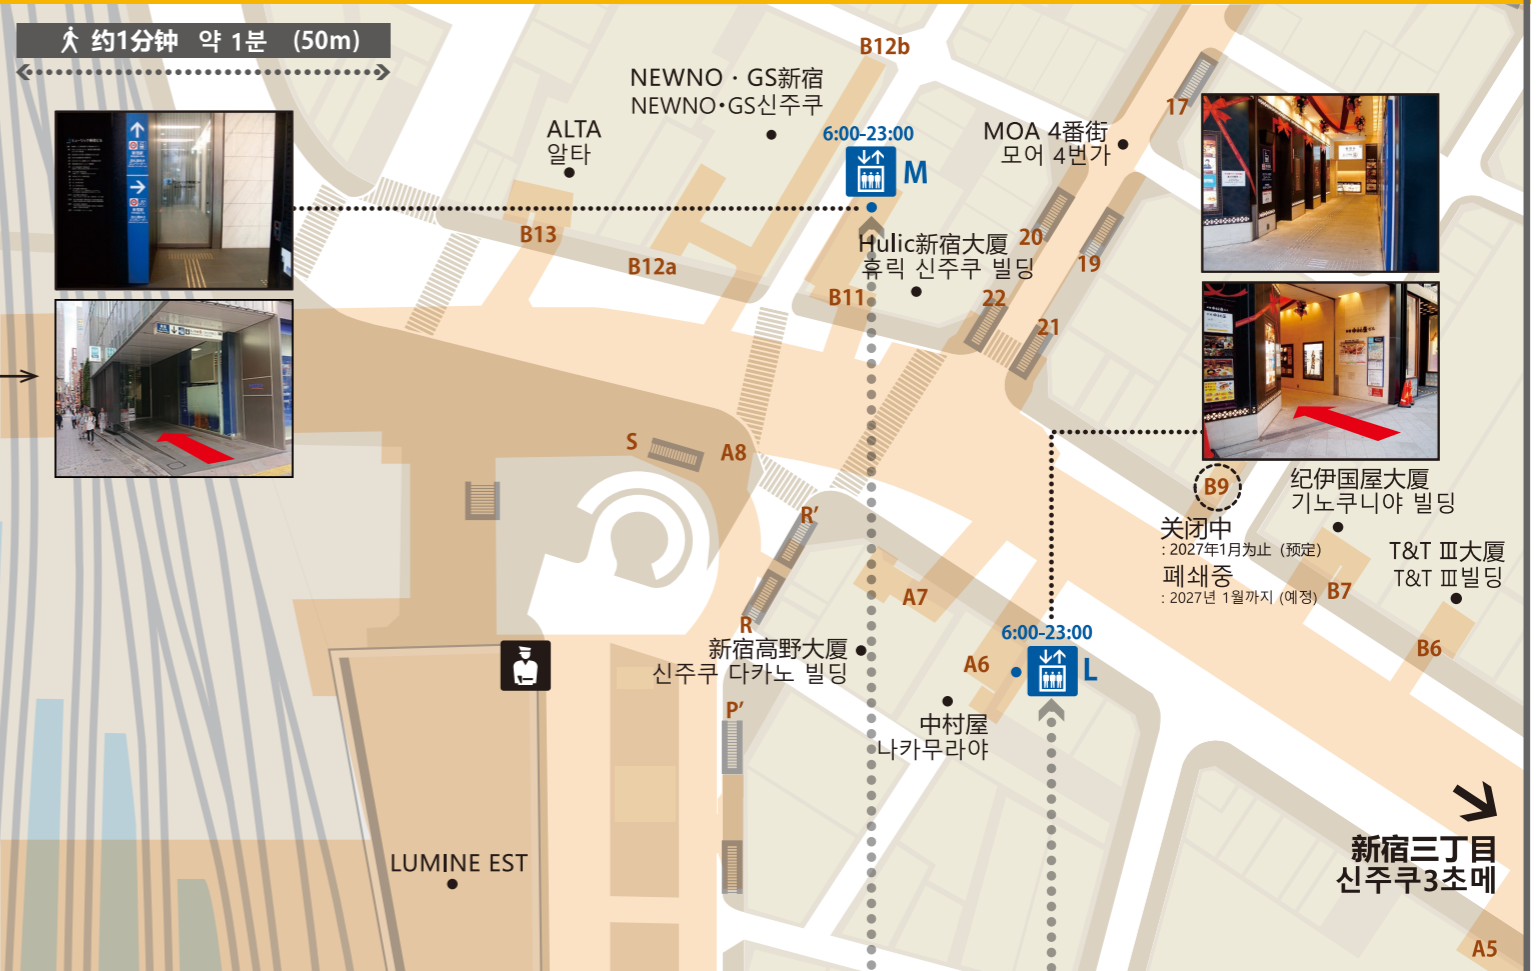 约1分钟 약 1분 (50m)
B12b
NEWNO・GS新宿
NEWNO•GS신주쿠
ALTA
알타
6:00-23:00
M
MOA 4番街
모어 4번가
17
B13
B12a
Hulic新宿大厦
휴릭 신주쿠 빌딩
20
19
B11
22
21
S
A8
R’
B9
纪伊国屋大厦
기노쿠니야 빌딩
关闭中
: 2027年1月为止 (预定)
폐쇄중
: 2027년 1월까지 (예정)
T&T Ⅲ大厦
T&T Ⅲ빌딩
B7
B6
A7
R
新宿高野大厦
신주쿠 다카노 빌딩
6:00-23:00
A6
L
P’
中村屋
나카무라야
LUMINE EST
新宿三丁目
신주쿠3초메
A5